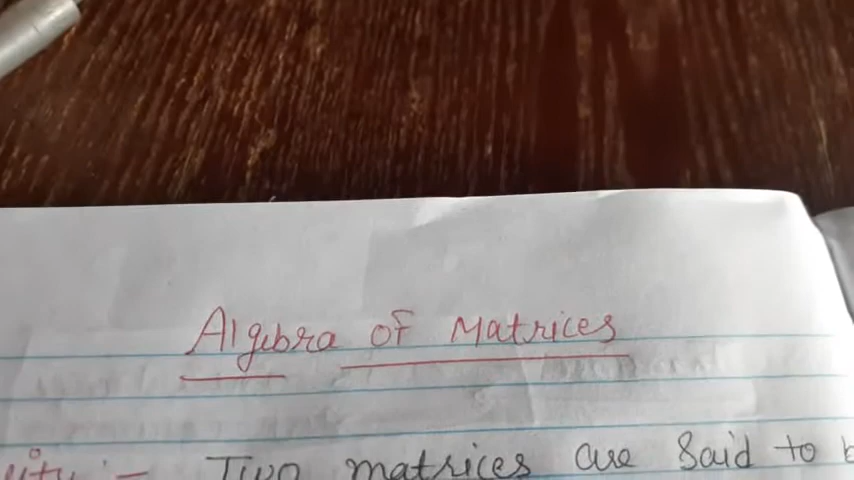 Algebra of Matrices
:- Two matrices are said to